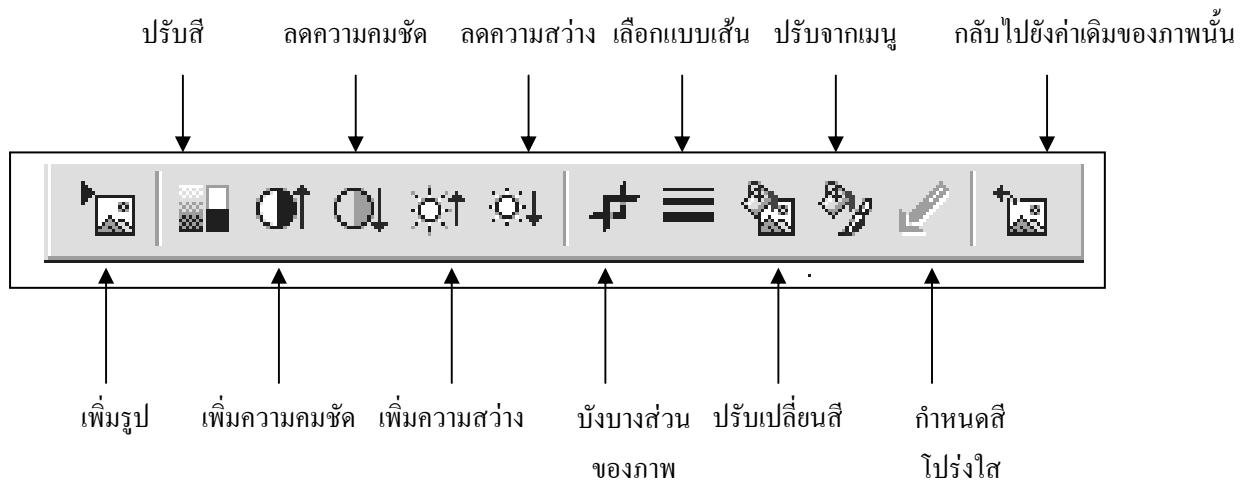 ปรับสี ลดความคมชัด ลดความสว่าง เลือกแบบเส้น ปรับจากเมนู กลับไปยังค่าเดิมของภาพนั้น
เพิ่มรูป เพิ่มความคมชัด เพิ่มความสว่าง บังบางส่วน ปรับเปลี่ยนสี กำหนดสี
ของภาพ โปร่งใส